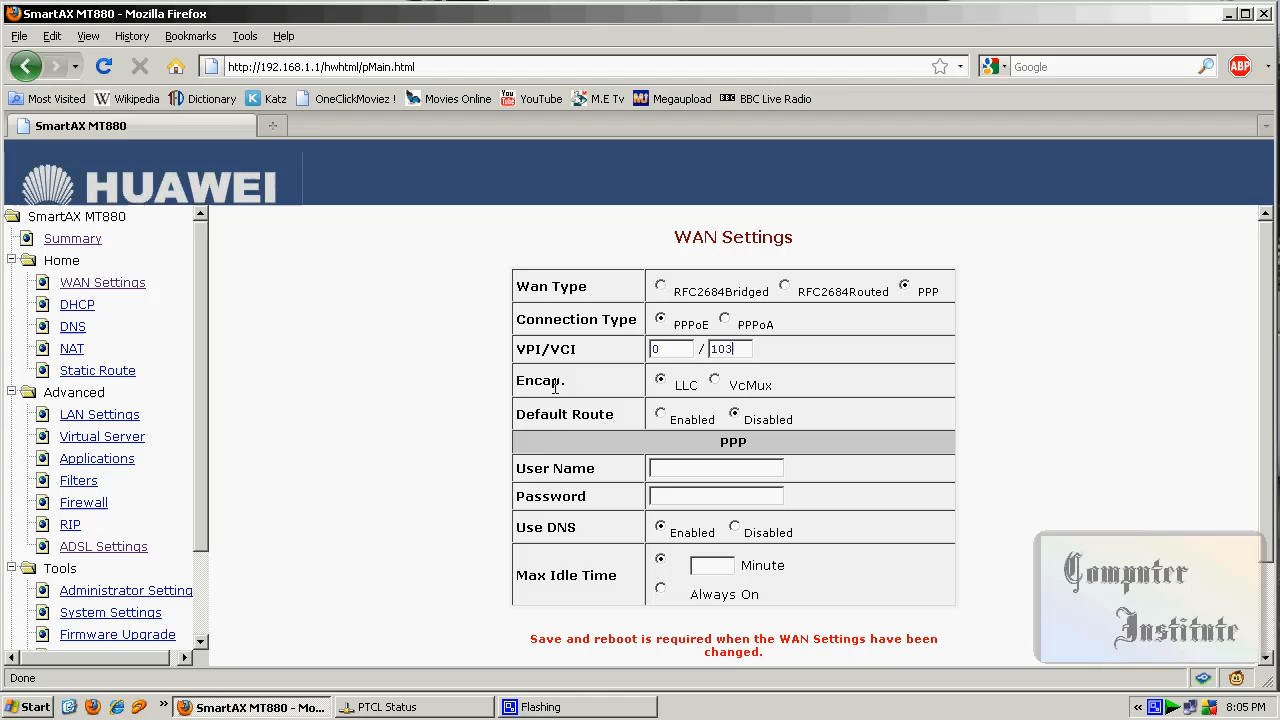 SmartAX MT880 - Mozilla Firefox
File Edit View History Bookmarks Tools Help
http://192.168.1.1/hwhtml/pMain.html Google ABP
Most Visited Wikipedia Dictionary Katz OneClickMoviez ! Movies Online YouTube M.E Tv Megaupload BBC Live Radio
SmartAX MT880
HUAWEI
SmartAX MT880
Summary
Home
WAN Settings
DHCP
DNS
NAT
Static Route
Advanced
LAN Settings
Virtual Server
Applications
Filters
Firewall
RIP
ADSL Settings
Tools
Administrator Setting
System Settings
Firmware Upgrade
WAN Settings
Wan Type RFC2684Bridged RFC2684Routed PPP
Connection Type PPPoE PPPoA
VPI/VCI 0 / 103
Encap. LLC VcMux
Default Route Enabled Disabled
PPP
User Name
Password
Use DNS Enabled Disabled
Max Idle Time Minute
Always On
Save and reboot is required when the WAN Settings have been
changed.
Computer
Institute
Done
Start SmartAX MT880 - Mo... PTCL Status Flashing 8:05 PM